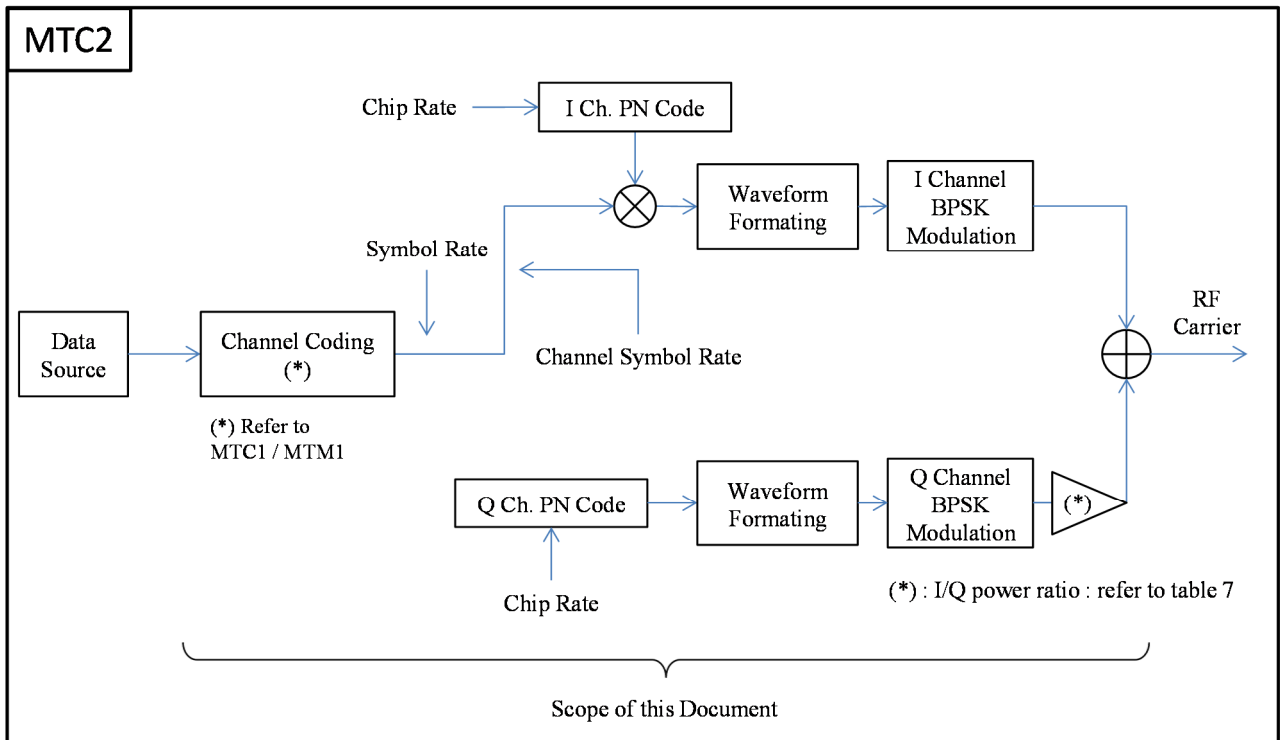 MTC2
Chip Rate
I Ch. PN Code
Waveform
Formating
I Channel
BPSK
Modulation
Symbol Rate
Channel Symbol Rate
RF
Carrier
Data
Source
Channel Coding
(*)
(*) Refer to
MTC1 / MTM1
Q Ch. PN Code
Waveform
Formating
Q Channel
BPSK
Modulation
(*)
Chip Rate
(*) : I/Q power ratio : refer to table 7
Scope of this Document